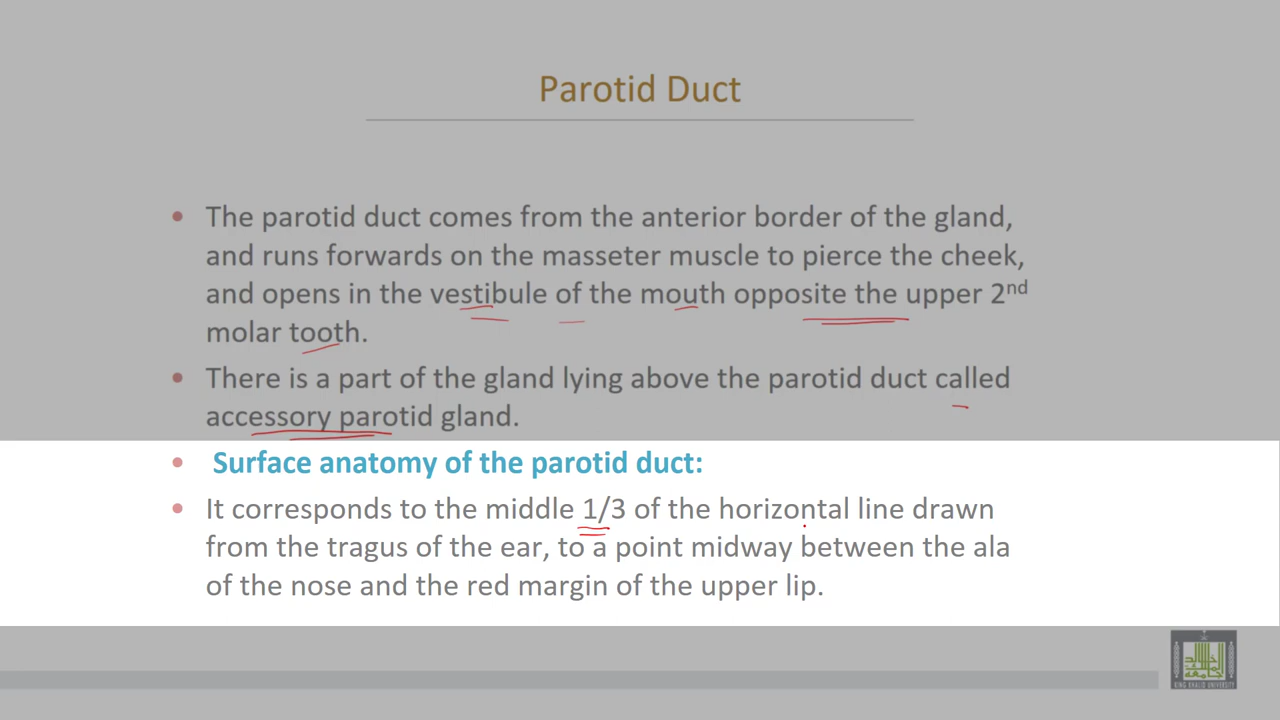 Parotid Duct
• The parotid duct comes from the anterior border of the gland,
and runs forwards on the masseter muscle to pierce the cheek,
and opens in the vestibule of the mouth opposite the upper 2nd
molar tooth.
• There is a part of the gland lying above the parotid duct called
accessory parotid gland.
• Surface anatomy of the parotid duct:
• It corresponds to the middle 1/3 of the horizontal line drawn
from the tragus of the ear, to a point midway between the ala
of the nose and the red margin of the upper lip.
KING KHALID UNIVERSITY